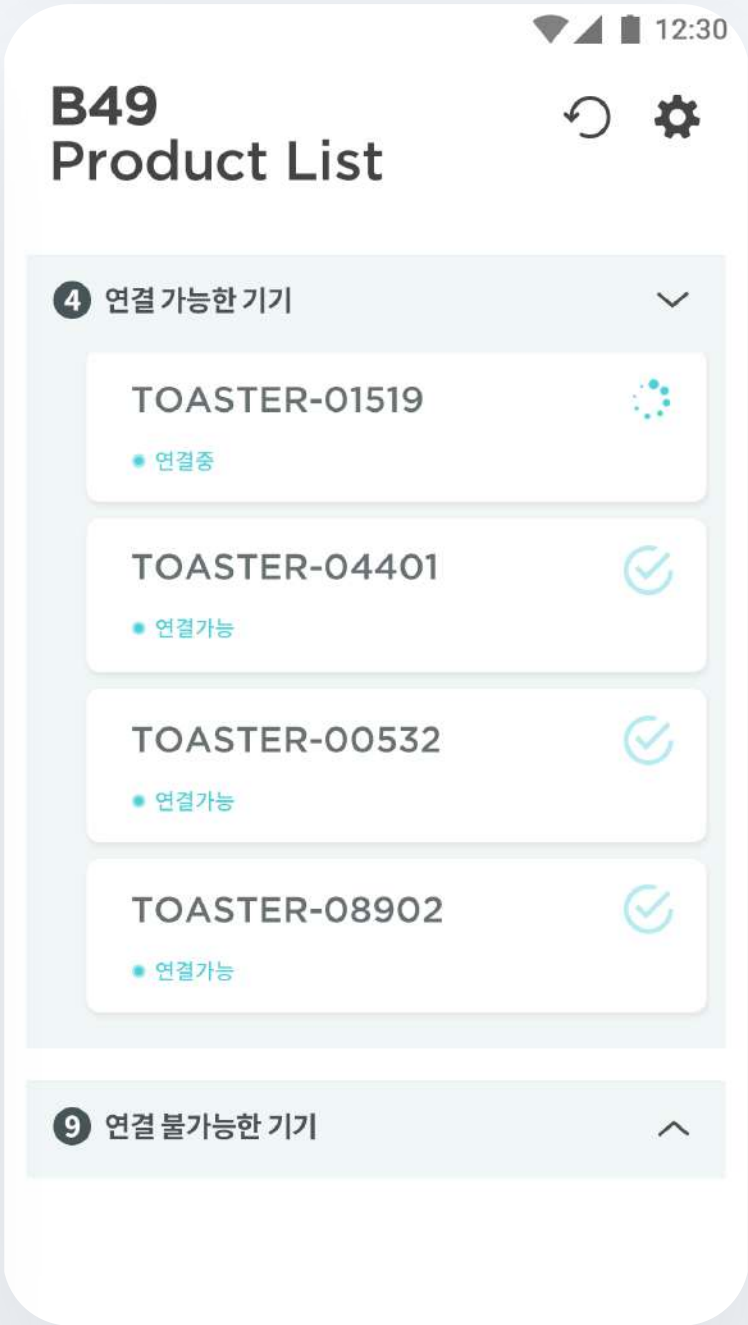 12:30
B49
Product List
4 연결 가능한 기기
TOASTER-01519
연결중
TOASTER-04401
연결가능
TOASTER-00532
연결가능
TOASTER-08902
연결가능
9 연결 불가능한 기기